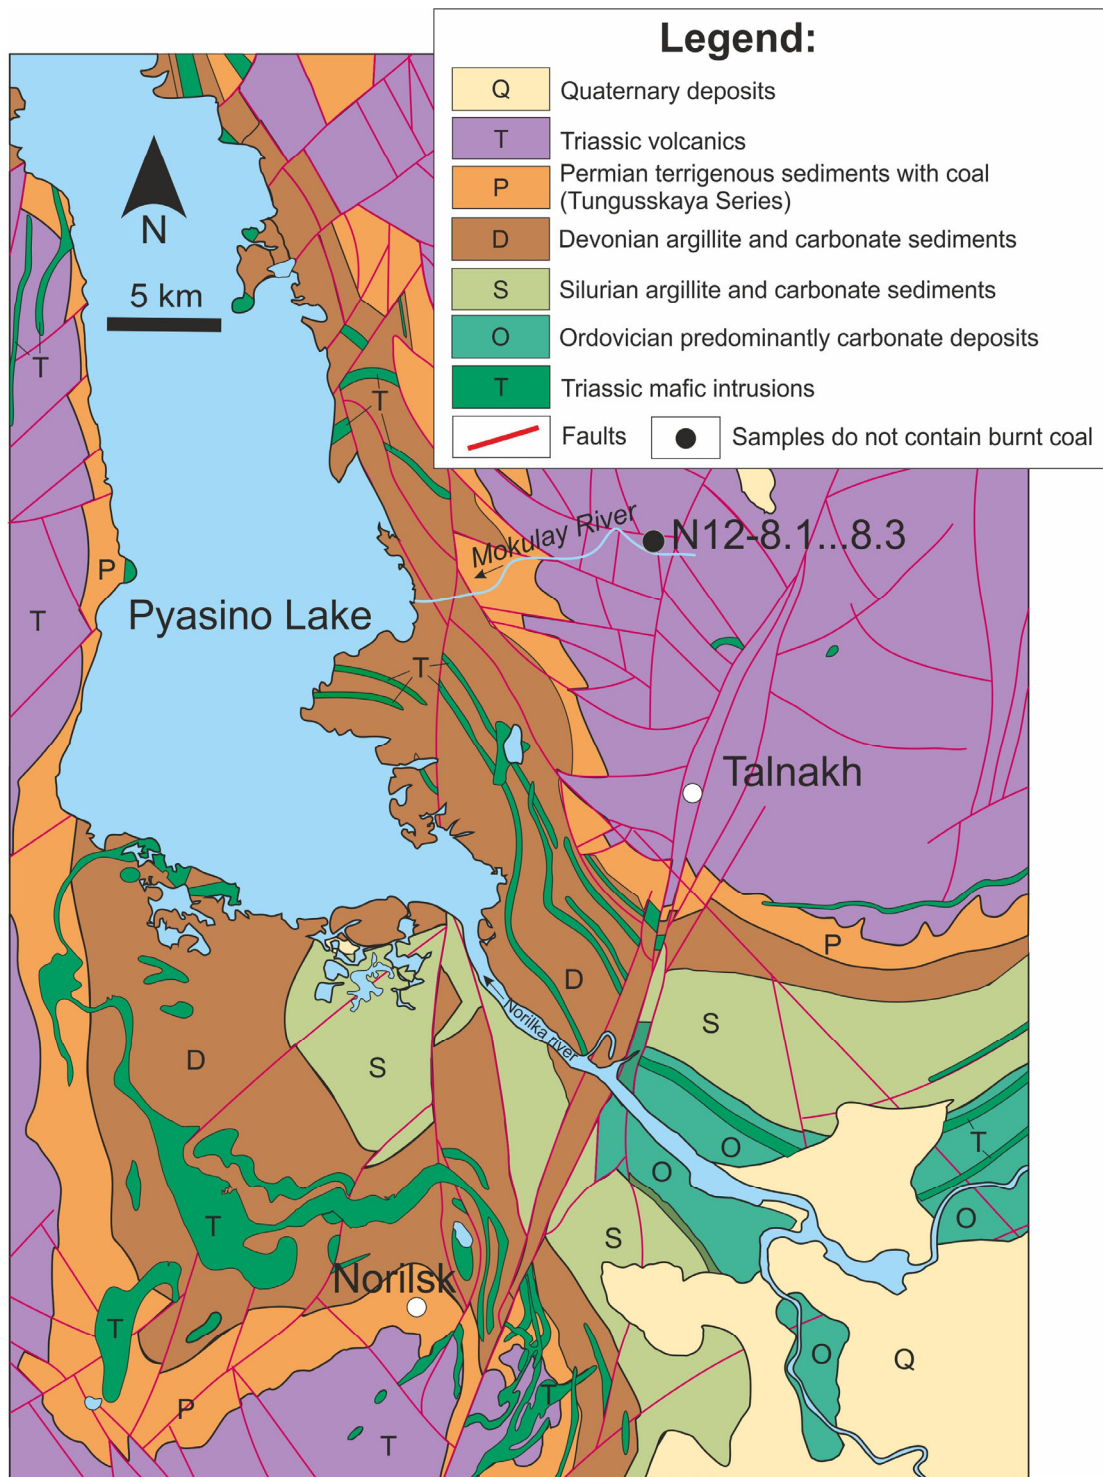 Legend:
Q Quaternary deposits
T Triassic volcanics
P Permian terrigenous sediments with coal
(Tungusskaya Series)
D Devonian argillite and carbonate sediments
S Silurian argillite and carbonate sediments
O Ordovician predominantly carbonate deposits
T Triassic mafic intrusions
Faults
Samples do not contain burnt coal
N
5 km
T
T
Mokulay River
N12-8.1...8.3
P
T
Pyasino Lake
T
Talnakh
P
D
Norilka river
S
D
S
O
T
O
O
T
S
Norilsk
T
O
Q
P
T
T